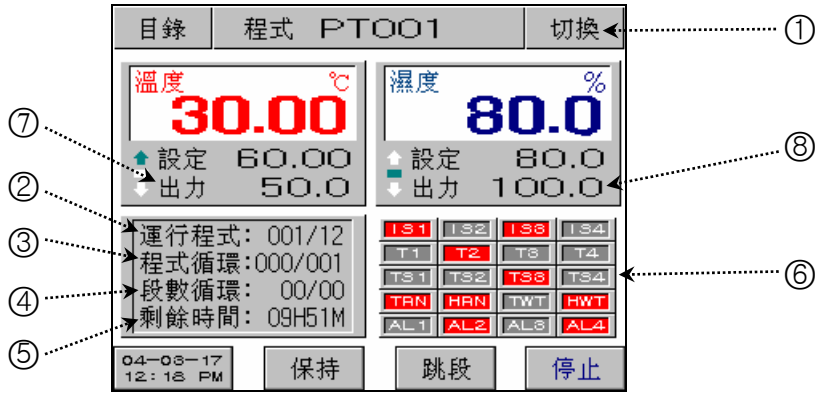 目錄 程式 PT001 切換 ①
溫度 ℃ 濕度 %
30.00 80.0
⑦ 設定 60.00 設定 80.0 ⑧
出力 50.0 出力 100.0
② 運行程式: 001/12 IS1 IS2 IS3 IS4
③ 程式循環:000/001 T1 T2 T3 T4
④ 段數循環: 00/00 TS1 TS2 TS3 TS4 ⑥
⑤ 剩餘時間: 09H51M TRN HRN TWT HWT
AL1 AL2 AL3 AL4
04-03-17 保持 跳段 停止
12:18 PM